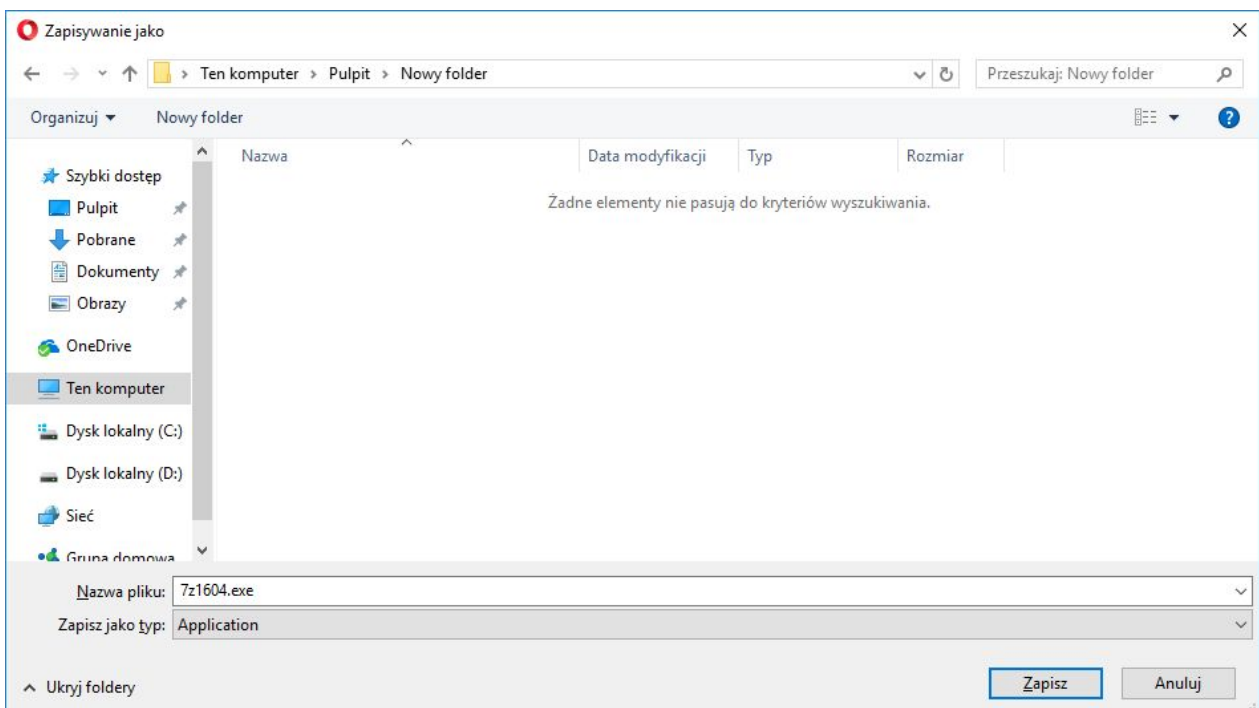 Zapisywanie jako
Ten komputer > Pulpit > Nowy folder
Przeszukaj: Nowy folder
Organizuj
Nowy folder
Nazwa
Data modyfikacji
Typ
Rozmiar
Żadne elementy nie pasują do kryteriów wyszukiwania.
Szybki dostęp
Pulpit
Pobrane
Dokumenty
Obrazy
OneDrive
Ten komputer
Dysk lokalny (C:)
Dysk lokalny (D:)
Sieć
Grupa domowa
Nazwa pliku: 7z1604.exe
Zapisz jako typ: Application
Ukryj foldery
Zapisz
Anuluj